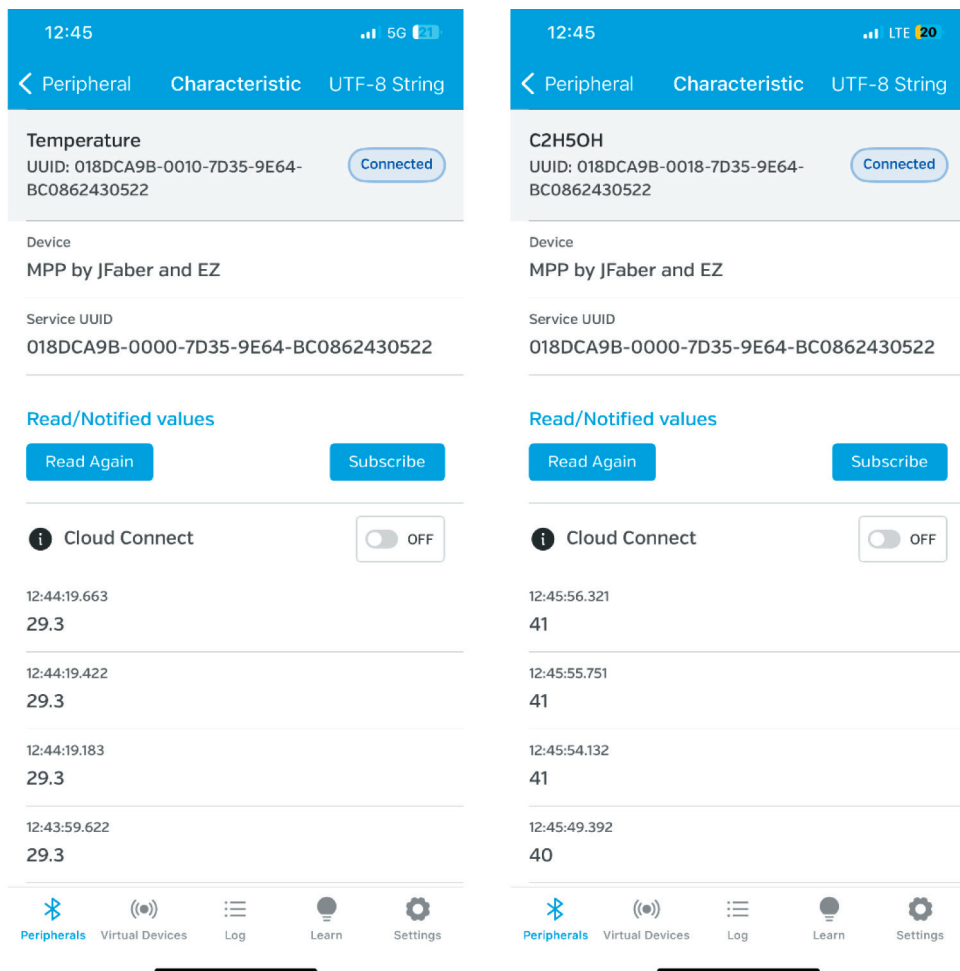 12:45
5G 21
Peripheral Characteristic UTF-8 String
Temperature
UUID: 018DCA9B-0010-7D35-9E64-
BC0862430522
Connected
Device
MPP by JFaber and EZ
Service UUID
018DCA9B-0000-7D35-9E64-BC0862430522
Read/Notified values
Read Again
Subscribe
Cloud Connect
OFF
12:44:19.663
29.3
12:44:19.422
29.3
12:44:19.183
29.3
12:43:59.622
29.3
Peripherals Virtual Devices Log Learn Settings
12:45
LTE 20
Peripheral Characteristic UTF-8 String
C2H5OH
UUID: 018DCA9B-0018-7D35-9E64-
BC0862430522
Connected
Device
MPP by JFaber and EZ
Service UUID
018DCA9B-0000-7D35-9E64-BC0862430522
Read/Notified values
Read Again
Subscribe
Cloud Connect
OFF
12:45:56.321
41
12:45:55.751
41
12:45:54.132
41
12:45:49.392
40
Peripherals Virtual Devices Log Learn Settings